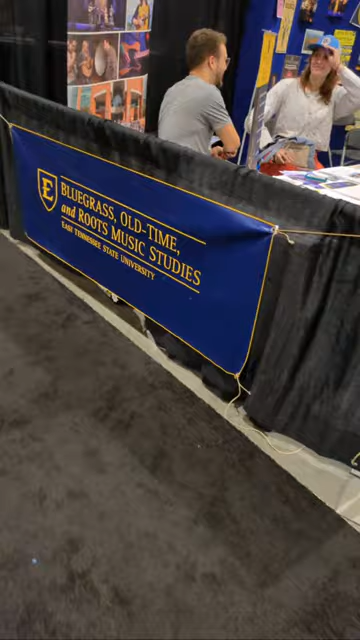 E
BLUEGRASS, OLD-TIME,
and ROOTS MUSIC STUDIES
EAST TENNESSEE STATE UNIVERSITY